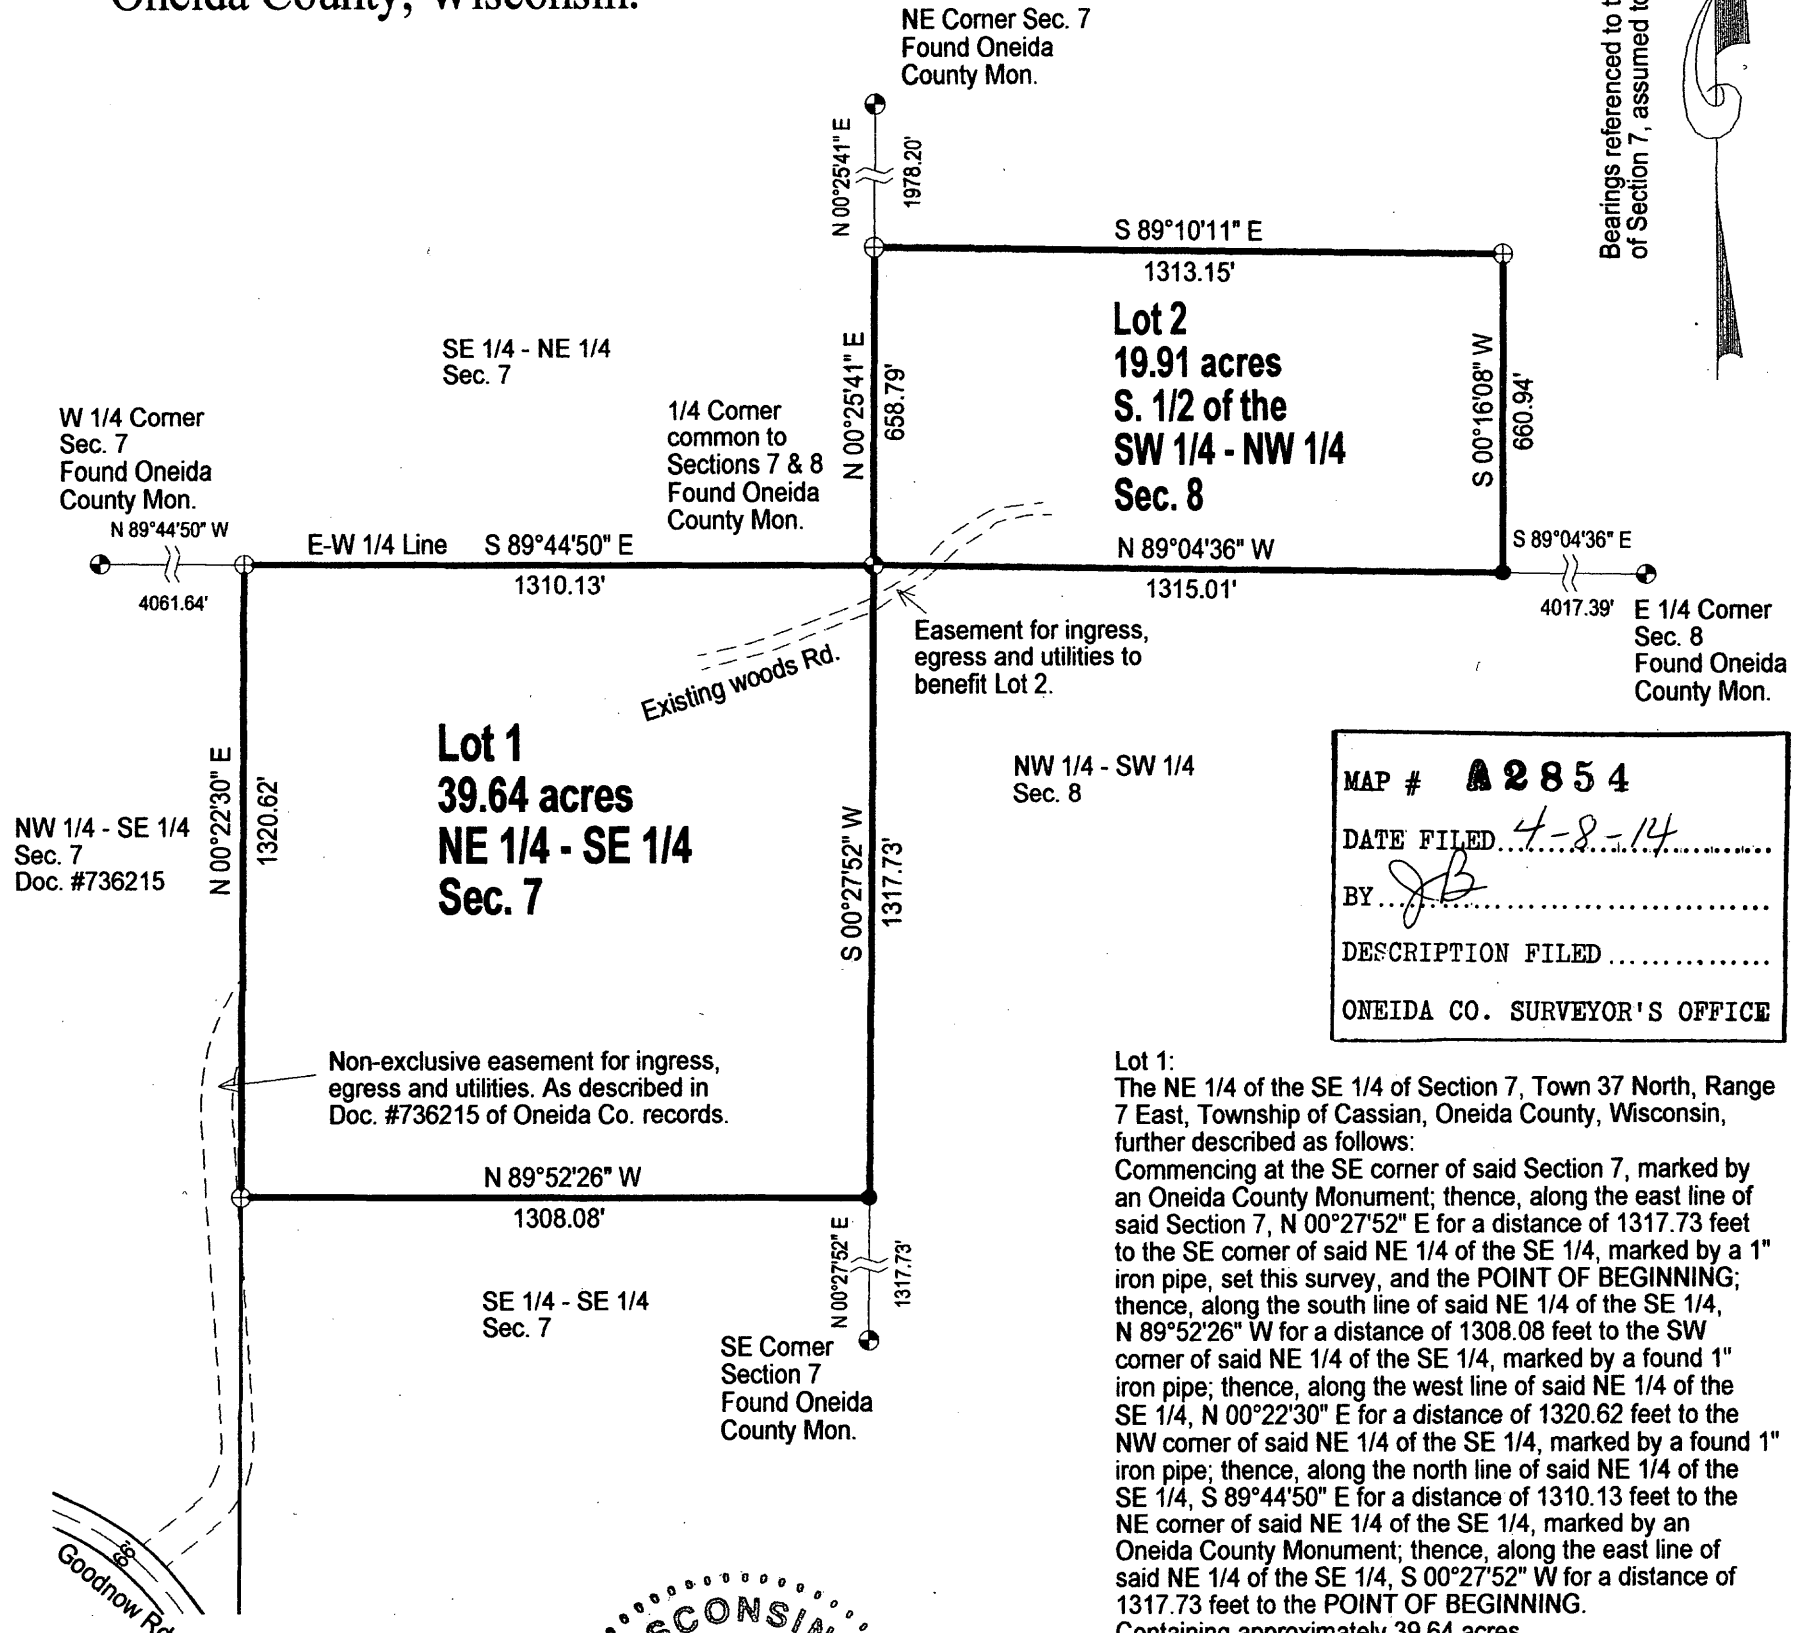 Oneida County, Wisconsin.
NE Corner Sec. 7
Found Oneida
County Mon.
Bearings referenced to t
of Section 7, assumed to
N 00°25'41" E
1978.20'
S 89°10'11" E
1313.15'
Lot 2
19.91 acres
S. 1/2 of the
SW 1/4 - NW 1/4
Sec. 8
N 00°25'41" E
658.79'
S 00°16'08" W
660.94'
SE 1/4 - NE 1/4
Sec. 7
W 1/4 Corner
Sec. 7
Found Oneida
County Mon.
1/4 Corner
common to
Sections 7 & 8
Found Oneida
County Mon.
N 89°44'50" W
4061.64'
E-W 1/4 Line S 89°44'50" E
1310.13'
N 89°04'36" W
1315.01'
S 89°04'36" E
4017.39'
E 1/4 Corner
Sec. 8
Found Oneida
County Mon.
Easement for ingress,
egress and utilities to
benefit Lot 2.
Existing woods Rd.
Lot 1
39.64 acres
NE 1/4 - SE 1/4
Sec. 7
N 00°22'30" E
1320.62'
S 00°27'52" W
1317.73'
NW 1/4 - SE 1/4
Sec. 7
Doc. #736215
NW 1/4 - SW 1/4
Sec. 8
MAP # A2854
DATE FILED 4-8-14
BY JB
DESCRIPTION FILED
ONEIDA CO. SURVEYOR'S OFFICE
Non-exclusive easement for ingress,
egress and utilities. As described in
Doc. #736215 of Oneida Co. records.
N 89°52'26" W
1308.08'
N 00°27'52" E
1317.73'
SE 1/4 - SE 1/4
Sec. 7
SE Corner
Section 7
Found Oneida
County Mon.
66'
Goodnow Rd.
SCONSIN
Lot 1:
The NE 1/4 of the SE 1/4 of Section 7, Town 37 North, Range
7 East, Township of Cassian, Oneida County, Wisconsin,
further described as follows:
Commencing at the SE corner of said Section 7, marked by
an Oneida County Monument; thence, along the east line of
said Section 7, N 00°27'52" E for a distance of 1317.73 feet
to the SE corner of said NE 1/4 of the SE 1/4, marked by a 1"
iron pipe, set this survey, and the POINT OF BEGINNING;
thence, along the south line of said NE 1/4 of the SE 1/4,
N 89°52'26" W for a distance of 1308.08 feet to the SW
corner of said NE 1/4 of the SE 1/4, marked by a found 1"
iron pipe; thence, along the west line of said NE 1/4 of the
SE 1/4, N 00°22'30" E for a distance of 1320.62 feet to the
NW corner of said NE 1/4 of the SE 1/4, marked by a found 1"
iron pipe; thence, along the north line of said NE 1/4 of the
SE 1/4, S 89°44'50" E for a distance of 1310.13 feet to the
NE corner of said NE 1/4 of the SE 1/4, marked by an
Oneida County Monument; thence, along the east line of
said NE 1/4 of the SE 1/4, S 00°27'52" W for a distance of
1317.73 feet to the POINT OF BEGINNING.
Containing approximately 39.64 acres